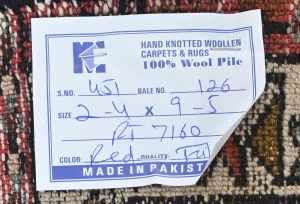 HAND KNOTTED WOOLLEN
CARPETS & RUGS
100% Wool Pile
S.NO. 451 BALE NO. 126
SIZE 2-4 x 9-5
7160
COLOR: Red QUALITY:
MADE IN PAKIST